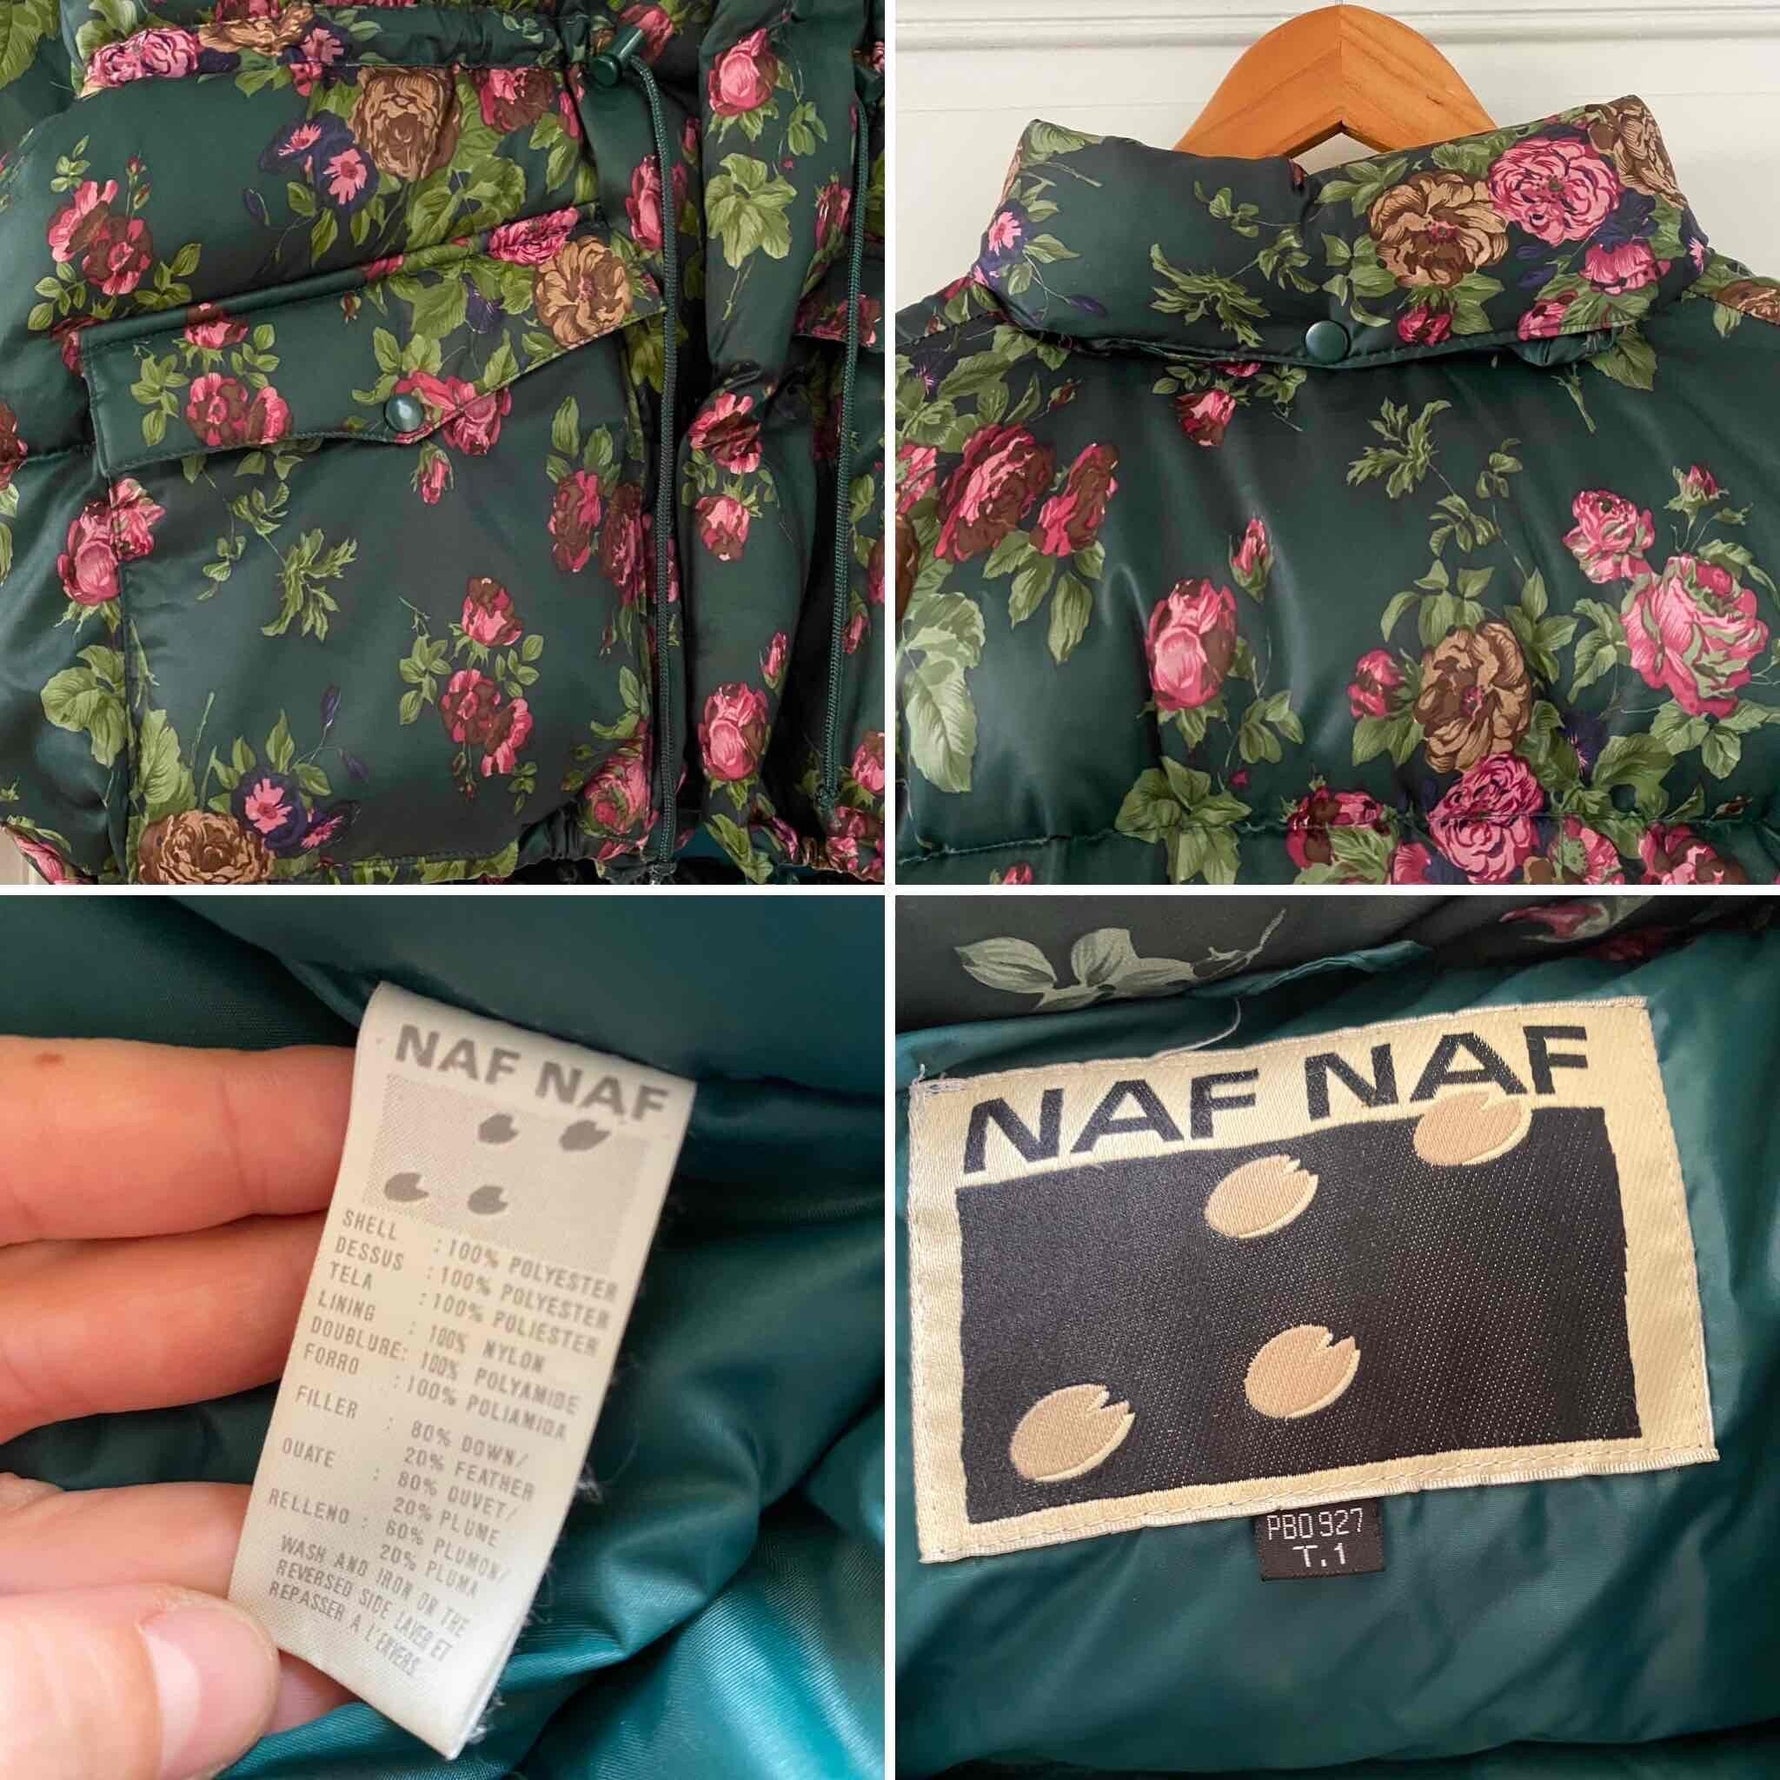 NAF NAF
SHELL : 100% POLYESTER
DESSUS : 100% POLYESTER
TELA : 100% POLIESTER
LINING : 100% NYLON
DOUBLURE: 100% POLYAMIDE
FORRO : 100% POLIAMIDA
FILLER : 80% DOWN/
20% FEATHER
OUATE : 80% DUVET/
20% PLUME
RELLENO : 80% PLUMON/
20% PLUMA
WASH AND IRON ON THE
REVERSED SIDE LAVER ET
REPASSER A L'ENVERS
NAF NAF
PBO 927
T.1